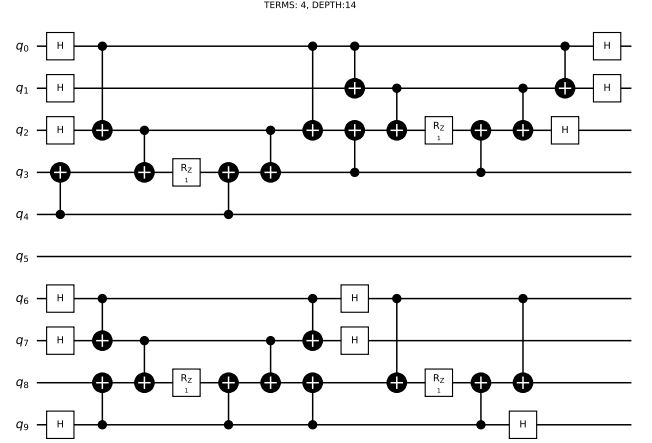 TERMS: 4, DEPTH:14
q0 H H
q1 H H
q2 H RZ 1 H
q3 RZ 1
q4
q5
q6 H H
q7 H H
q8 RZ 1 RZ 1
q9 H H